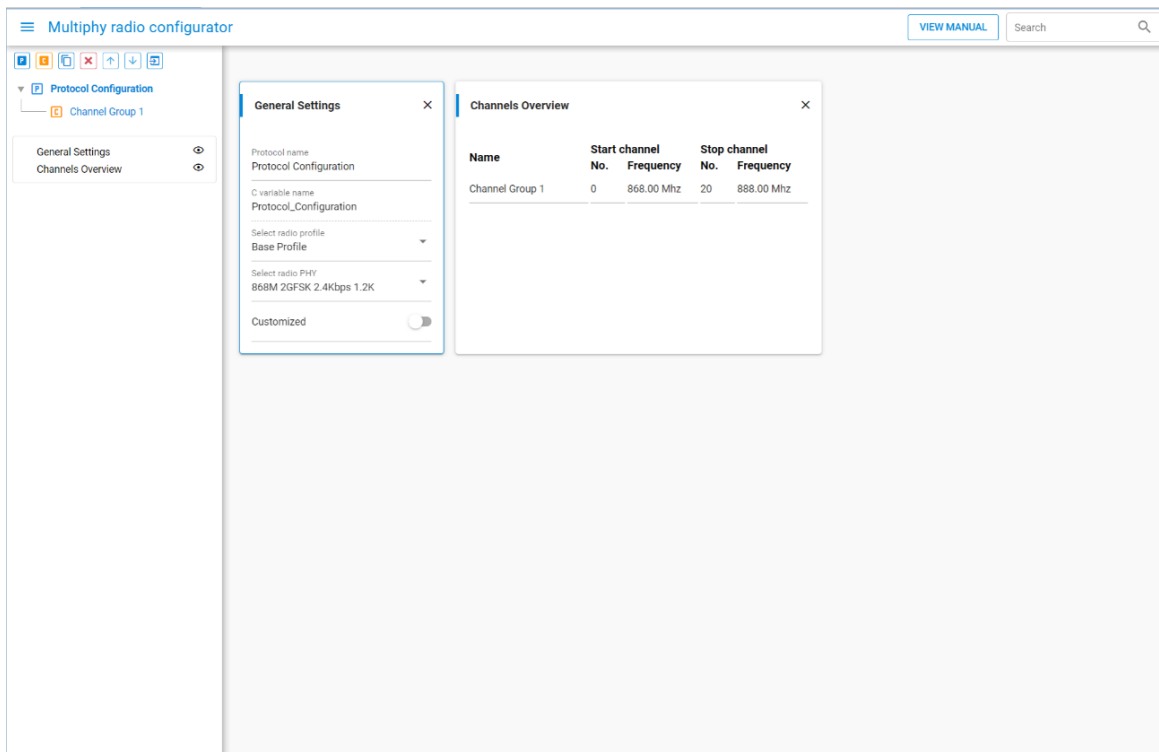 Multiphy radio configurator
VIEW MANUAL
Search
P C
P Protocol Configuration
C Channel Group 1
General Settings
Channels Overview
General Settings
Protocol name
Protocol Configuration
C variable name
Protocol_Configuration
Select radio profile
Base Profile
Select radio PHY
868M 2GFSK 2.4Kbps 1.2K
Customized
Channels Overview
Name Start channel Stop channel
No. Frequency No. Frequency
Channel Group 1 0 868.00 Mhz 20 888.00 Mhz